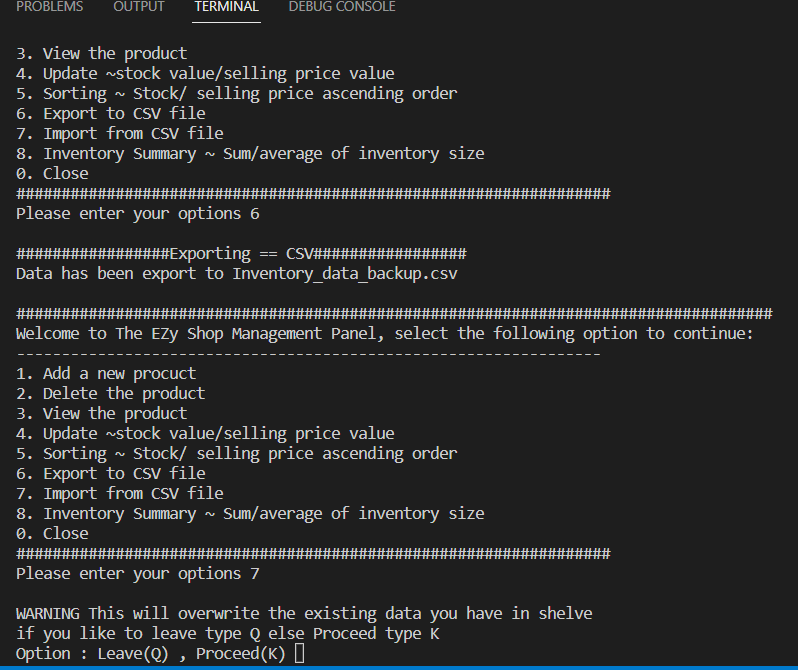 PROBLEMS OUTPUT TERMINAL DEBUG CONSOLE
3. View the product
4. Update ~stock value/selling price value
5. Sorting ~ Stock/ selling price ascending order
6. Export to CSV file
7. Import from CSV file
8. Inventory Summary ~ Sum/average of inventory size
0. Close
##################################################################
Please enter your options 6
#################Exporting == CSV#################
Data has been export to Inventory_data_backup.csv
####################################################################################
Welcome to The EZy Shop Management Panel, select the following option to continue:
-----------------------------------------------------------------
1. Add a new procuct
2. Delete the product
3. View the product
4. Update ~stock value/selling price value
5. Sorting ~ Stock/ selling price ascending order
6. Export to CSV file
7. Import from CSV file
8. Inventory Summary ~ Sum/average of inventory size
0. Close
##################################################################
Please enter your options 7
WARNING This will overwrite the existing data you have in shelve
if you like to leave type Q else Proceed type K
Option : Leave(Q) , Proceed(K)